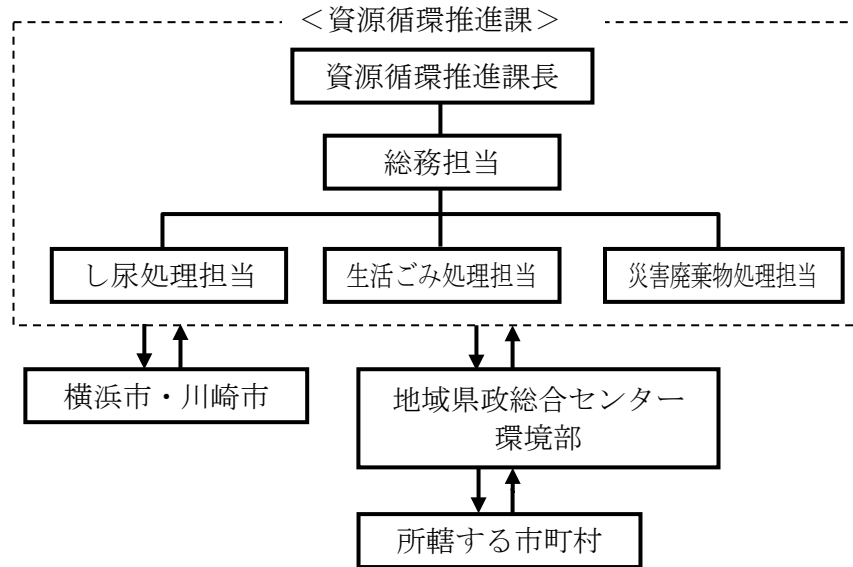 ＜資源循環推進課＞
資源循環推進課長
総務担当
し尿処理担当
生活ごみ処理担当
災害廃棄物処理担当
横浜市・川崎市
地域県政総合センター
環境部
所轄する市町村